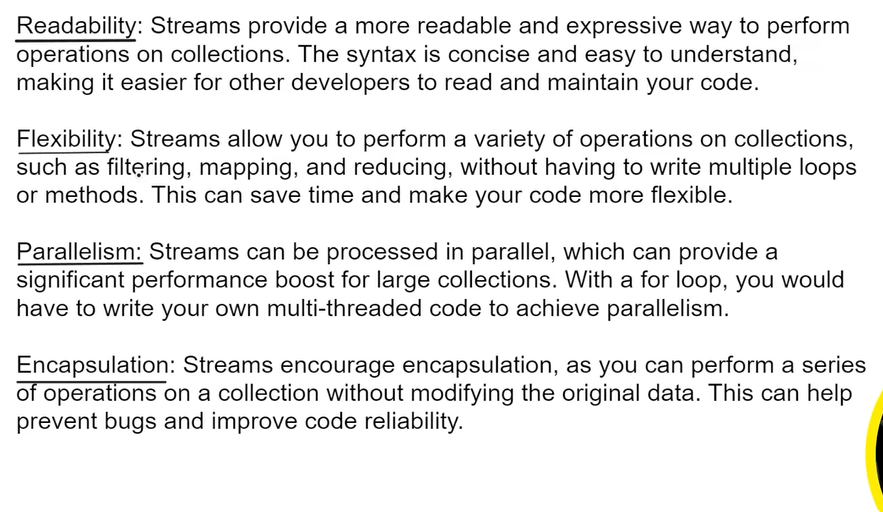 Readability: Streams provide a more readable and expressive way to perform
operations on collections. The syntax is concise and easy to understand,
making it easier for other developers to read and maintain your code.
Flexibility: Streams allow you to perform a variety of operations on collections,
such as filtering, mapping, and reducing, without having to write multiple loops
or methods. This can save time and make your code more flexible.
Parallelism: Streams can be processed in parallel, which can provide a
significant performance boost for large collections. With a for loop, you would
have to write your own multi-threaded code to achieve parallelism.
Encapsulation: Streams encourage encapsulation, as you can perform a series
of operations on a collection without modifying the original data. This can help
prevent bugs and improve code reliability.